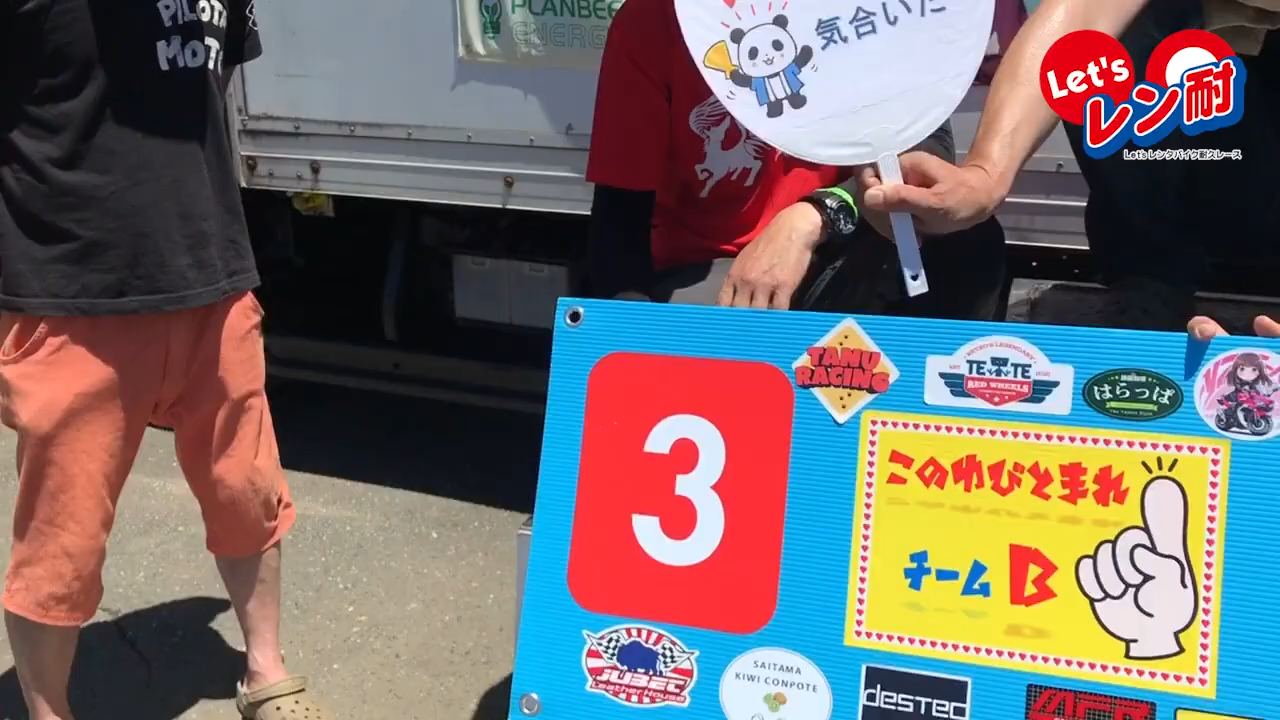 PILOTA
MOTO
PLANBEE
ENERGY
気合いだ
Let's
レン耐
Let's レンタバイク耐久レース
3
TANU
RACING
TE TE
RED WHEELS
はらっぱ
このゆびとまれ
チームB
JUBEE
Leather House
SAITAMA
KIWI CONPOTE
destec